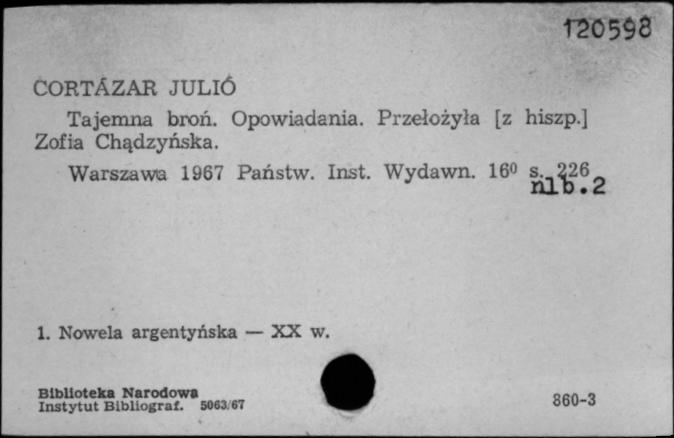 120598
CORTÁZAR JULIÓ
Tajemna broń. Opowiadania. Przełożyła [z hiszp.]
Zofia Chądzyńska.
Warszawa 1967 Państw. Inst. Wydawn. 16⁰ s. 226
nlb.2
1. Nowela argentyńska — XX w.
Biblioteka Narodowa
Instytut Bibliograf. 5063/67
860-3